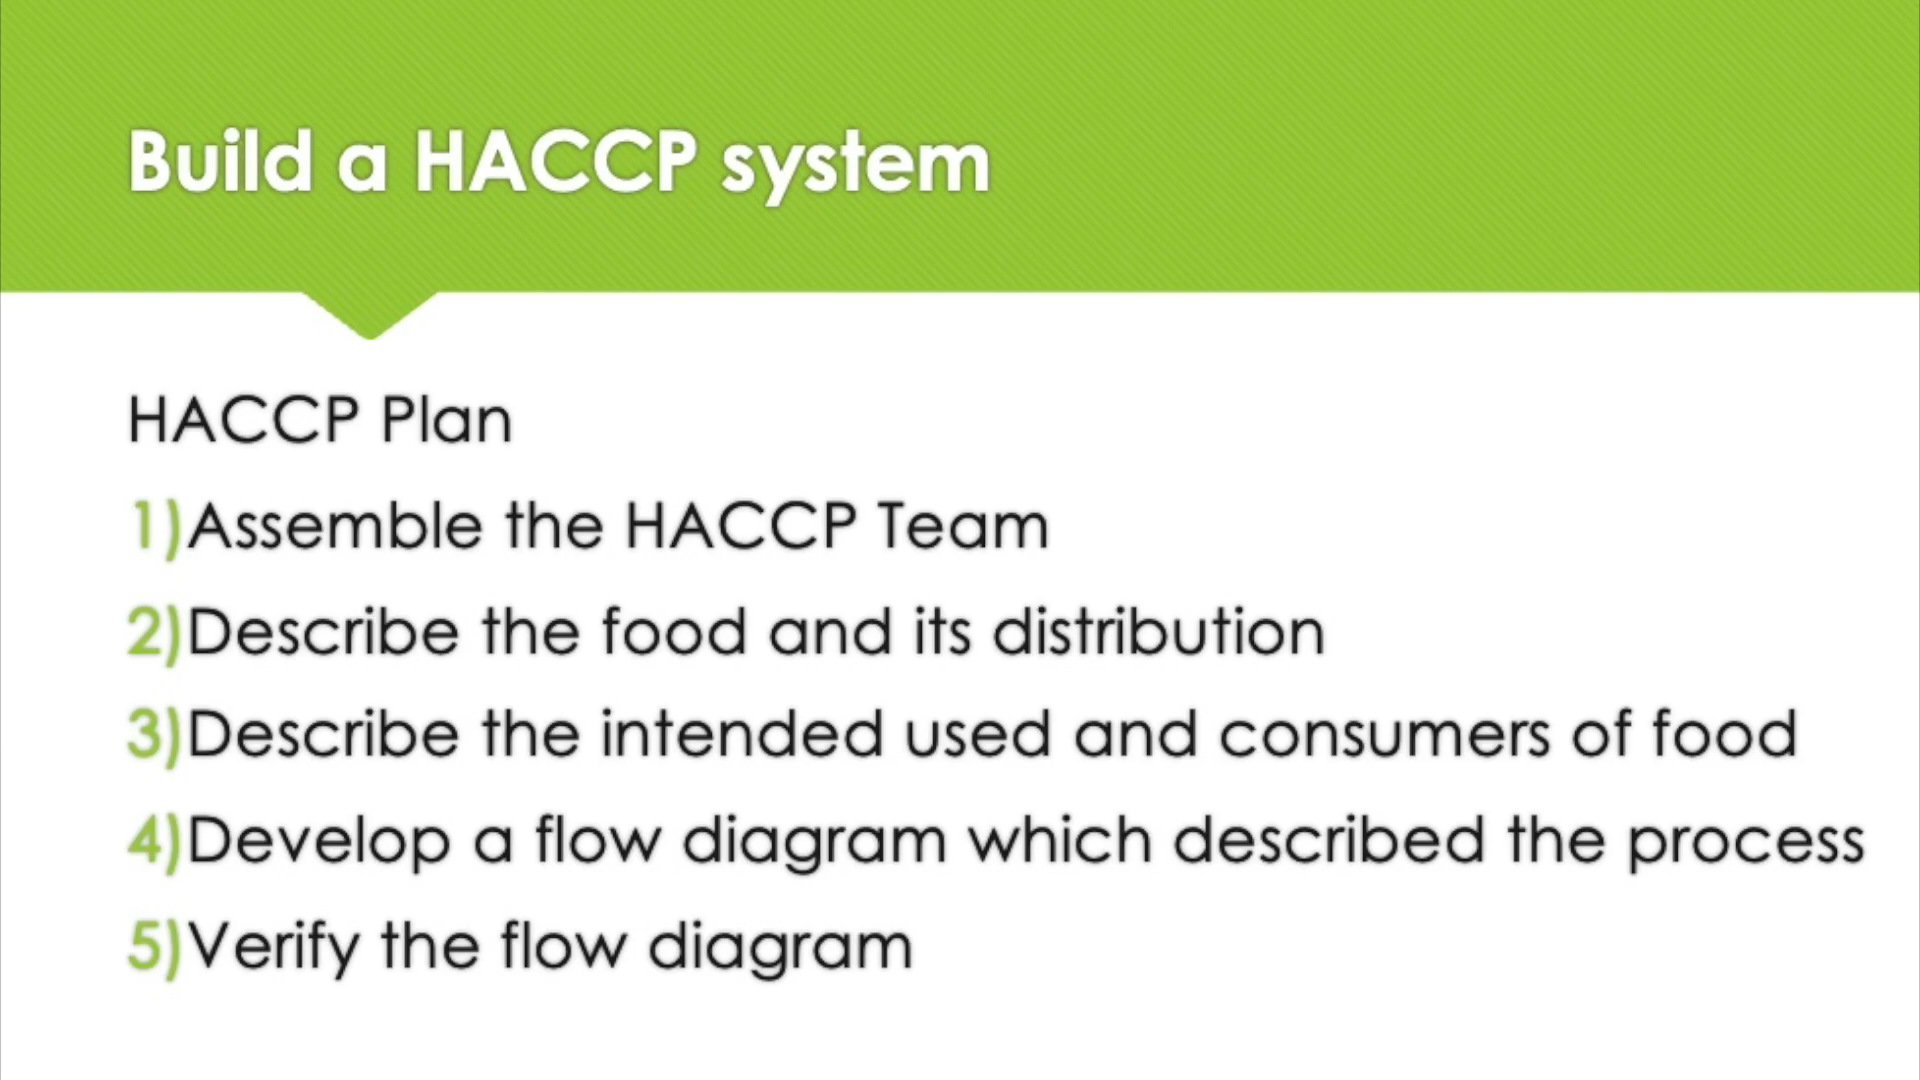 Build a HACCP system
HACCP Plan
1)Assemble the HACCP Team
2)Describe the food and its distribution
3)Describe the intended used and consumers of food
4)Develop a flow diagram which described the process
5)Verify the flow diagram